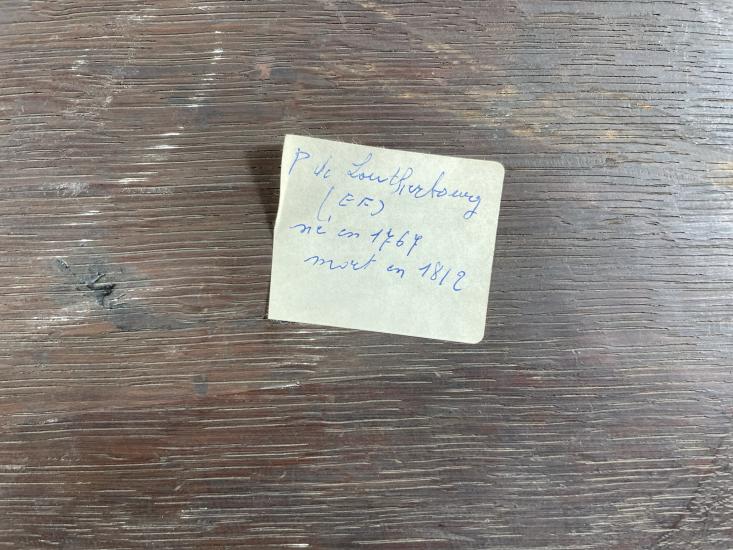 P de Loutherbourg
(EF)
né en 1767
mort en 1812